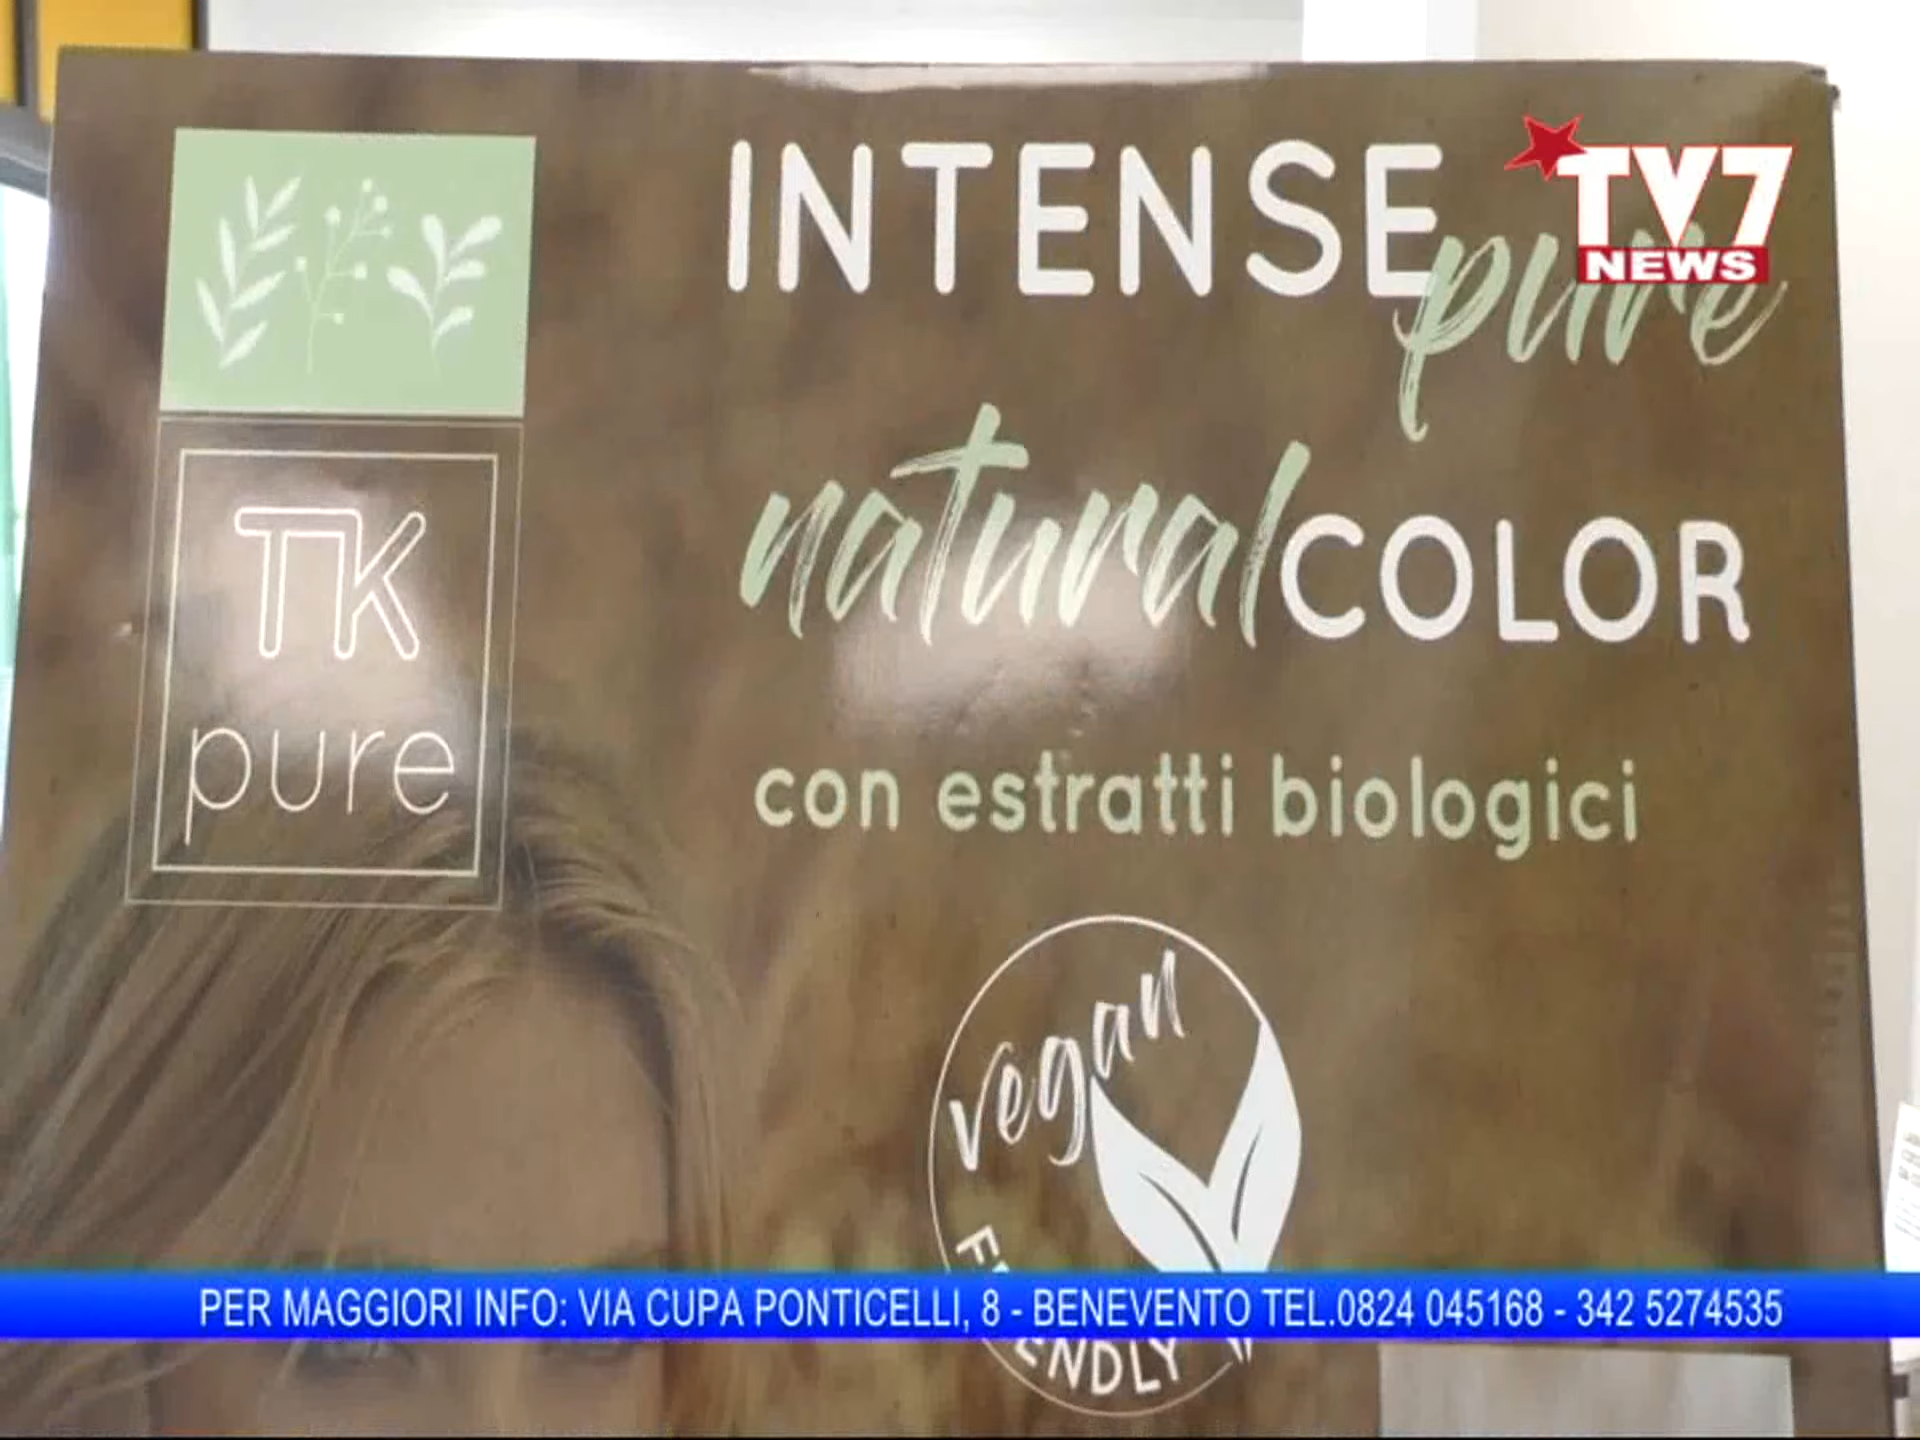 INTENSE
pure
TV7
NEWS
natural COLOR
TK
pure
con estratti biologici
vegan
PER MAGGIORI INFO: VIA CUPA PONTICELLI, 8 - BENEVENTO TEL.0824 045168 - 342 5274535